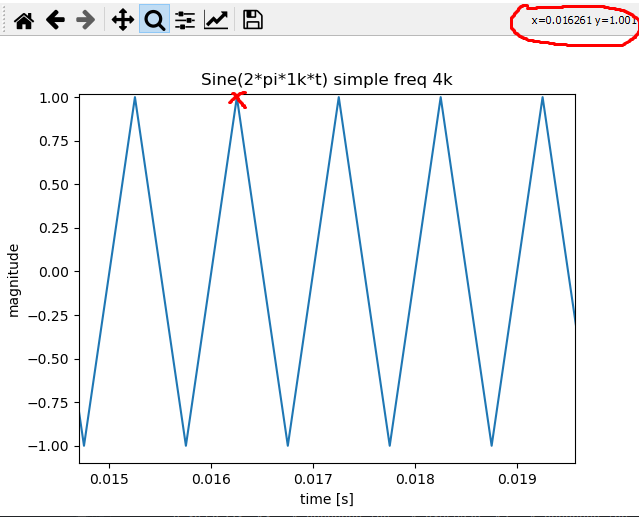 x=0.016261 y=1.001
Sine(2*pi*1k*t) simple freq 4k
1.00
0.75
0.50
0.25
0.00
−0.25
−0.50
−0.75
−1.00
magnitude
0.015 0.016 0.017 0.018 0.019
time [s]